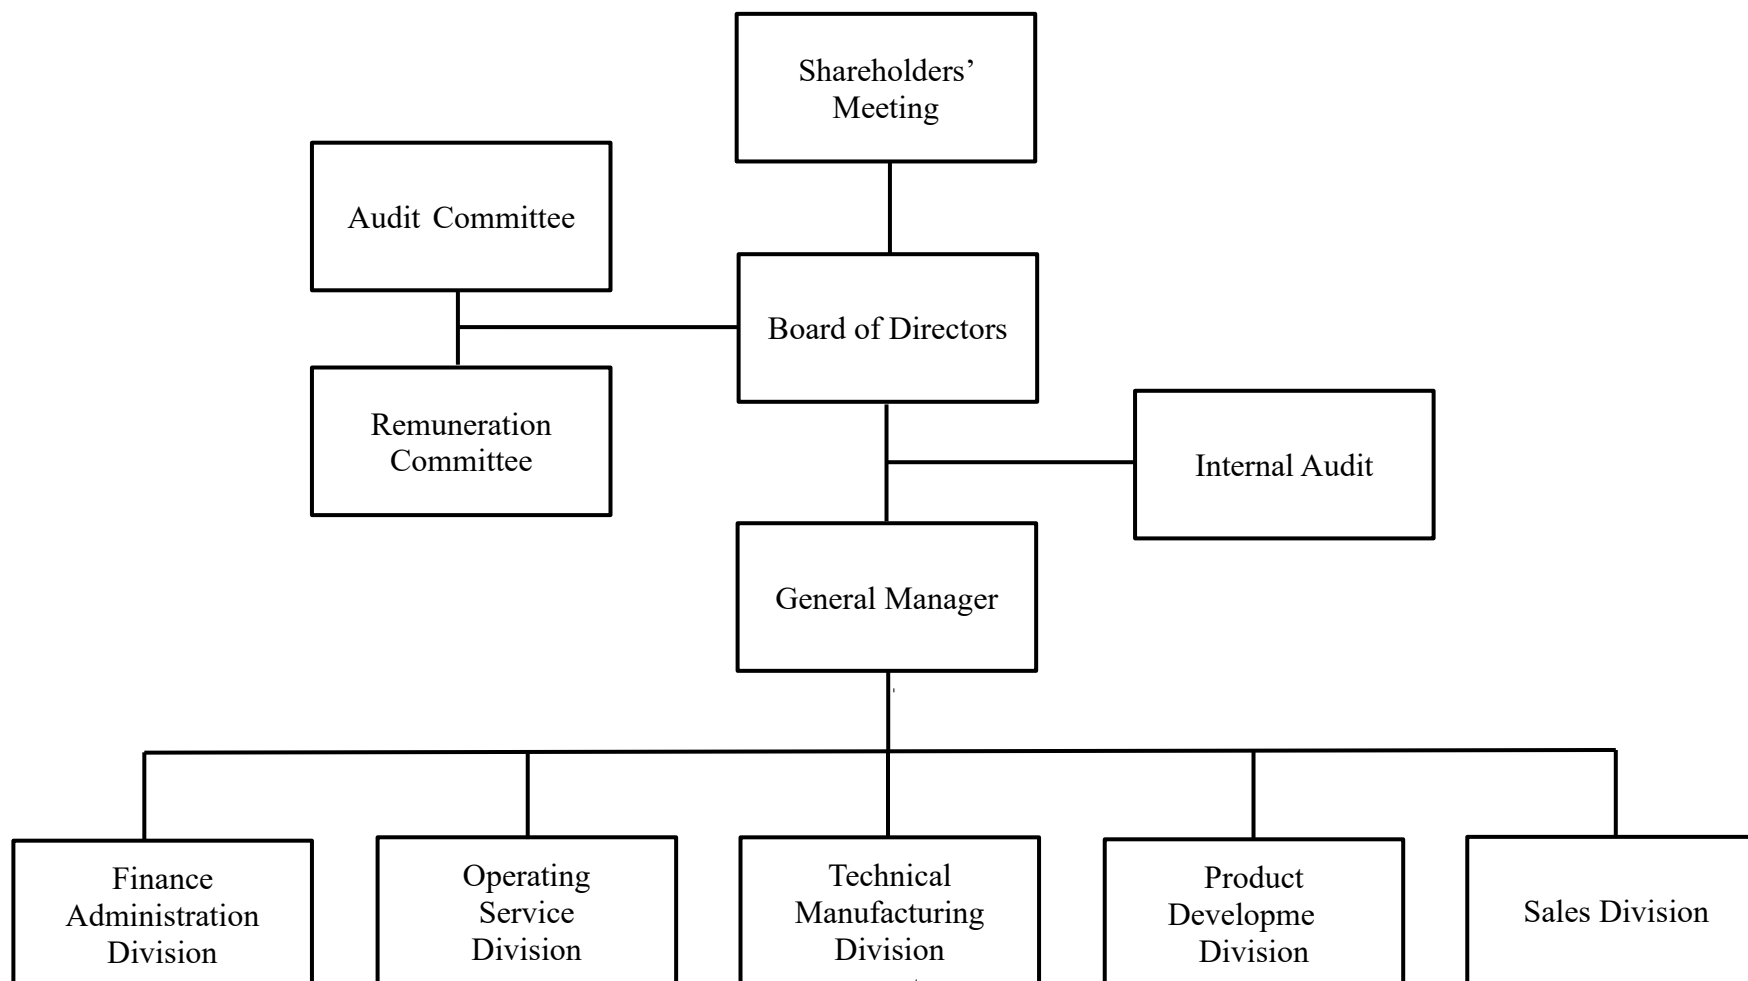 Shareholders’
Meeting
Audit Committee
Board of Directors
Remuneration
Committee
Internal Audit
General Manager
Finance
Administration
Division
Operating
Service
Division
Technical
Manufacturing
Division
Product
Developme
Division
Sales Division